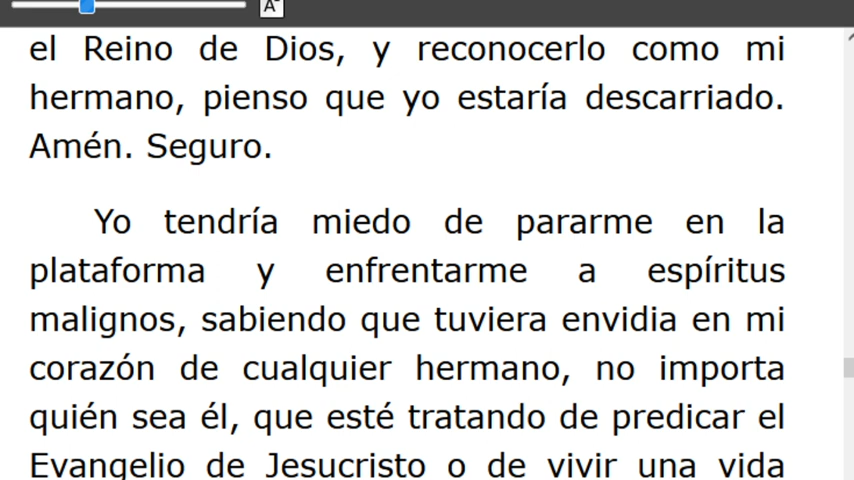 A
el Reino de Dios, y reconocerlo como mi
hermano, pienso que yo estaría descarriado.
Amén. Seguro.
Yo tendría miedo de pararme en la
plataforma y enfrentarme a espíritus
malignos, sabiendo que tuviera envidia en mi
corazón de cualquier hermano, no importa
quién sea él, que esté tratando de predicar el
Evangelio de Jesucristo o de vivir una vida